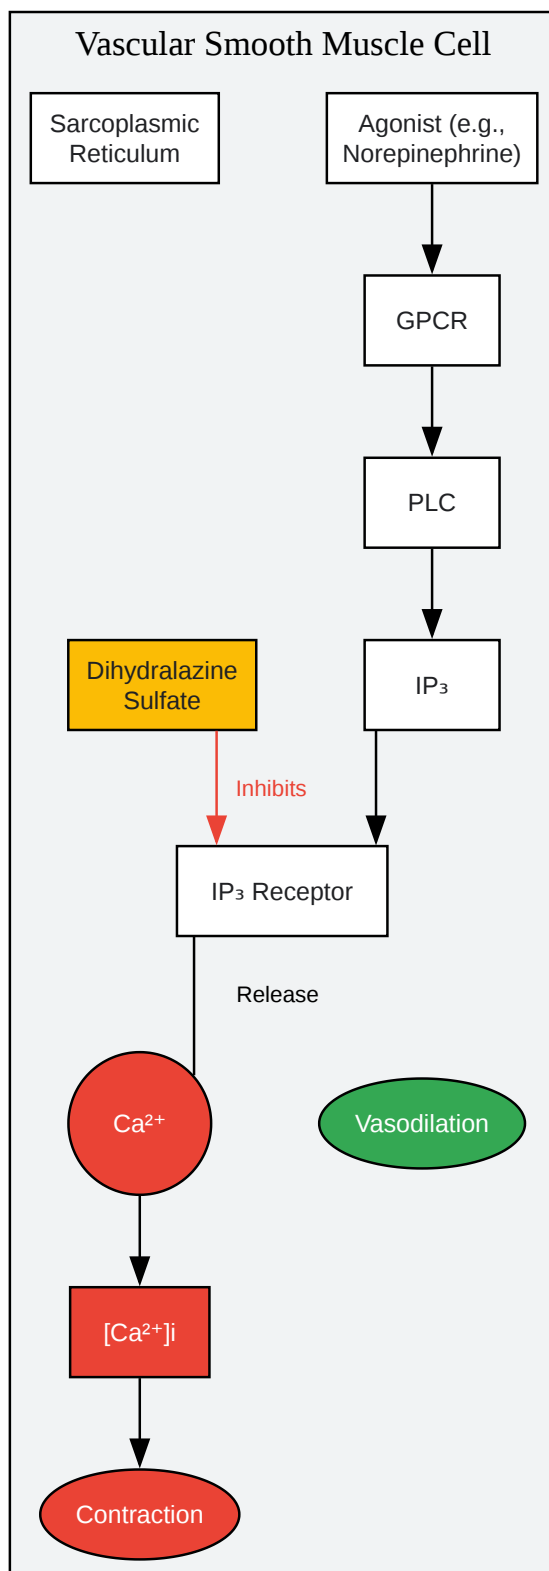 Vascular Smooth Muscle Cell
Sarcoplasmic
Reticulum
Agonist (e.g.,
Norepinephrine)
GPCR
PLC
Dihydralazine
Sulfate
IP₃
Inhibits
IP₃ Receptor
Release
Ca²⁺
Vasodilation
[Ca²⁺]i
Contraction